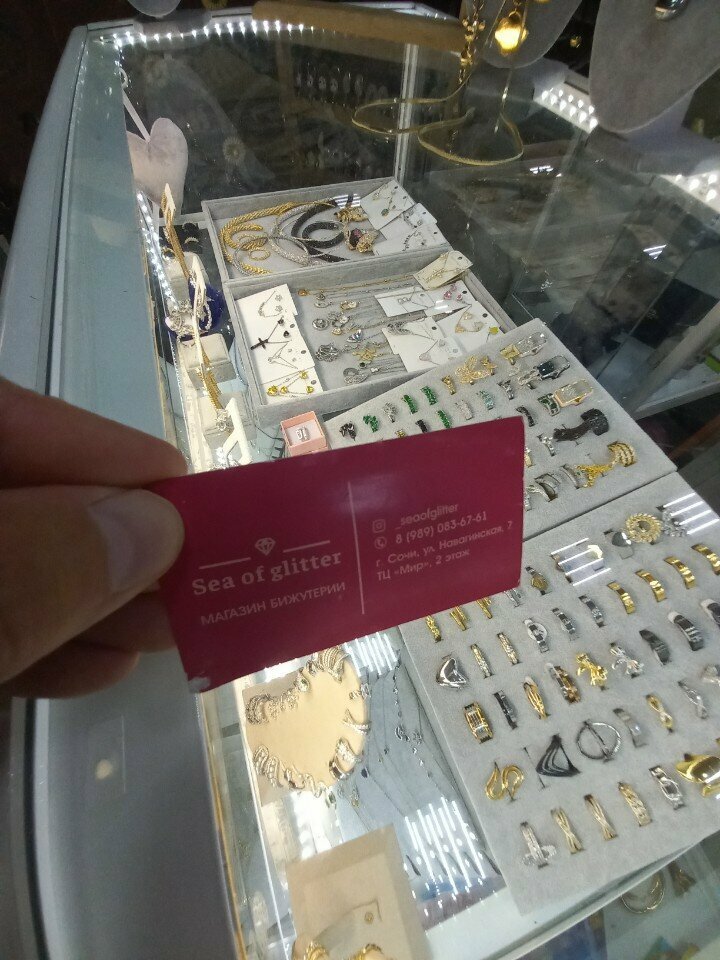 Sea of glitter
МАГАЗИН БИЖУТЕРИИ
_seaofglitter
8 (989) 083-67-61
г. Сочи, ул. Навагинская, 7
ТЦ «Мир», 2 этаж